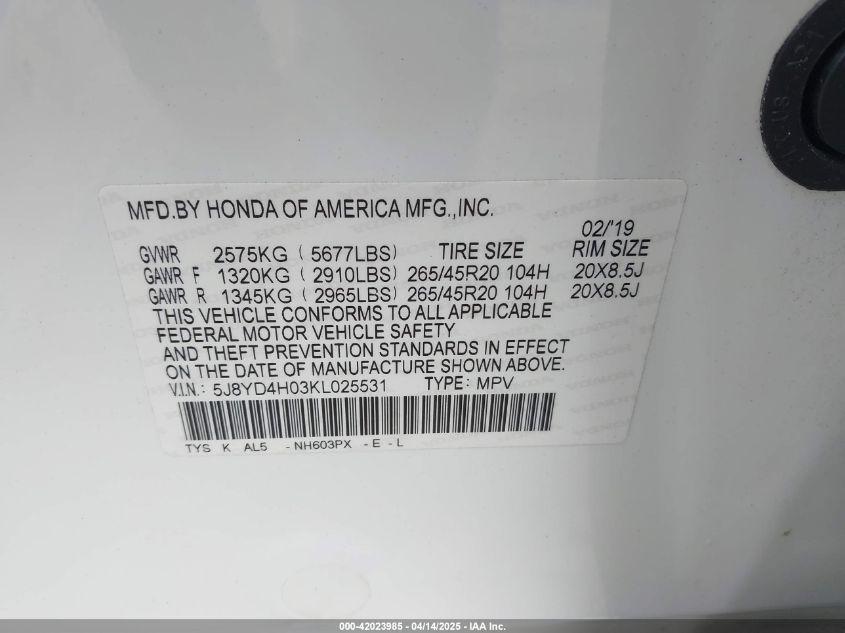 MFD.BY HONDA OF AMERICA MFG.,INC.
02/'19
GVWR 2575KG ( 5677LBS) TIRE SIZE RIM SIZE
GAWR F 1320KG ( 2910LBS) 265/45R20 104H 20X8.5J
GAWR R 1345KG ( 2965LBS) 265/45R20 104H 20X8.5J
THIS VEHICLE CONFORMS TO ALL APPLICABLE
FEDERAL MOTOR VEHICLE SAFETY
AND THEFT PREVENTION STANDARDS IN EFFECT
ON THE DATE OF MANUFACTURE SHOWN ABOVE.
V.I.N.: 5J8YD4H03KL025531 TYPE: MPV
TYS K AL5 -NH603PX -E-L
000-42023985 - 04/14/2025 - IAA Inc.